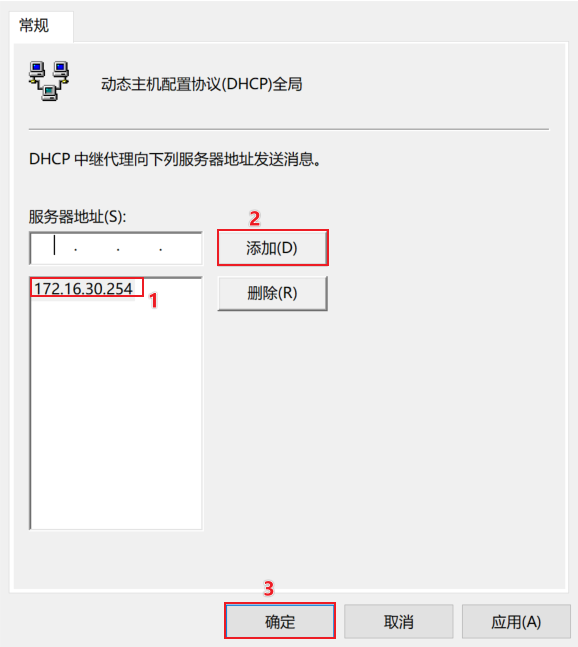 常规
动态主机配置协议(DHCP)全局
DHCP 中继代理向下列服务器地址发送消息。
服务器地址(S):
2
. . .
添加(D)
172.16.30.254
1
删除(R)
3
确定
取消
应用(A)